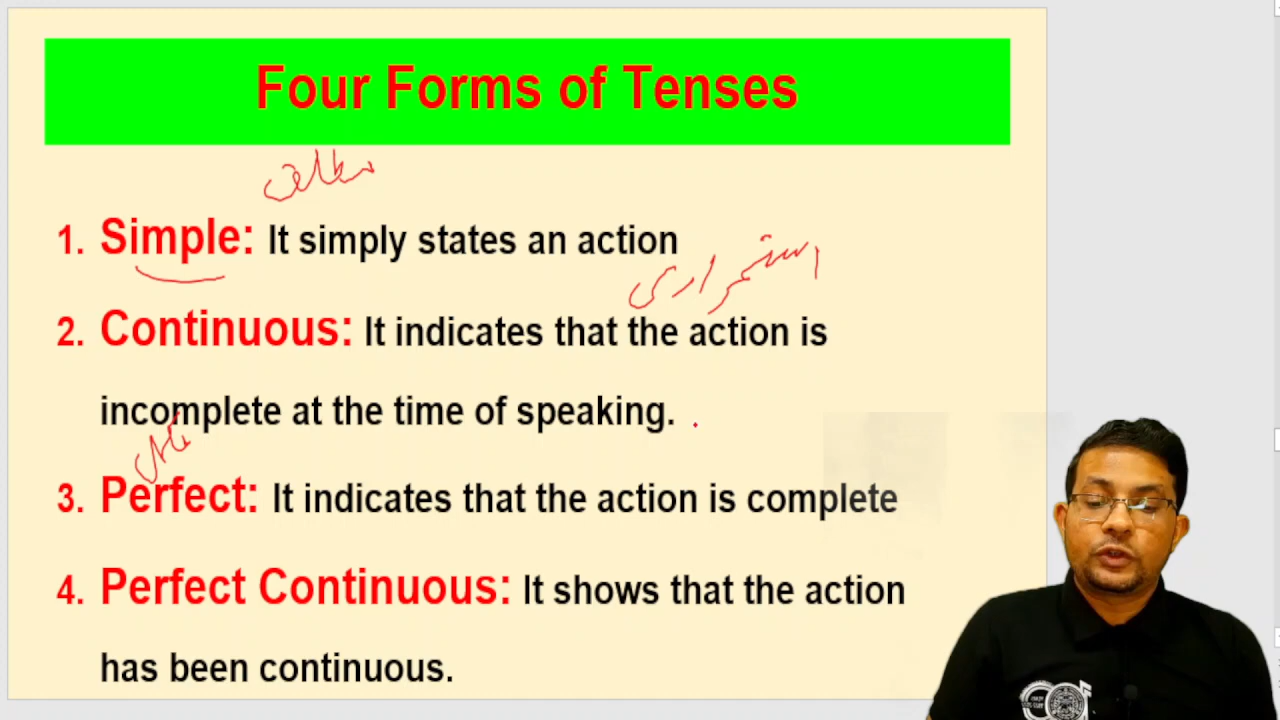 Four Forms of Tenses
مطلق
1. Simple: It simply states an action
استمراری
2. Continuous: It indicates that the action is
incomplete at the time of speaking.
3. Perfect: It indicates that the action is complete
4. Perfect Continuous: It shows that the action
has been continuous.